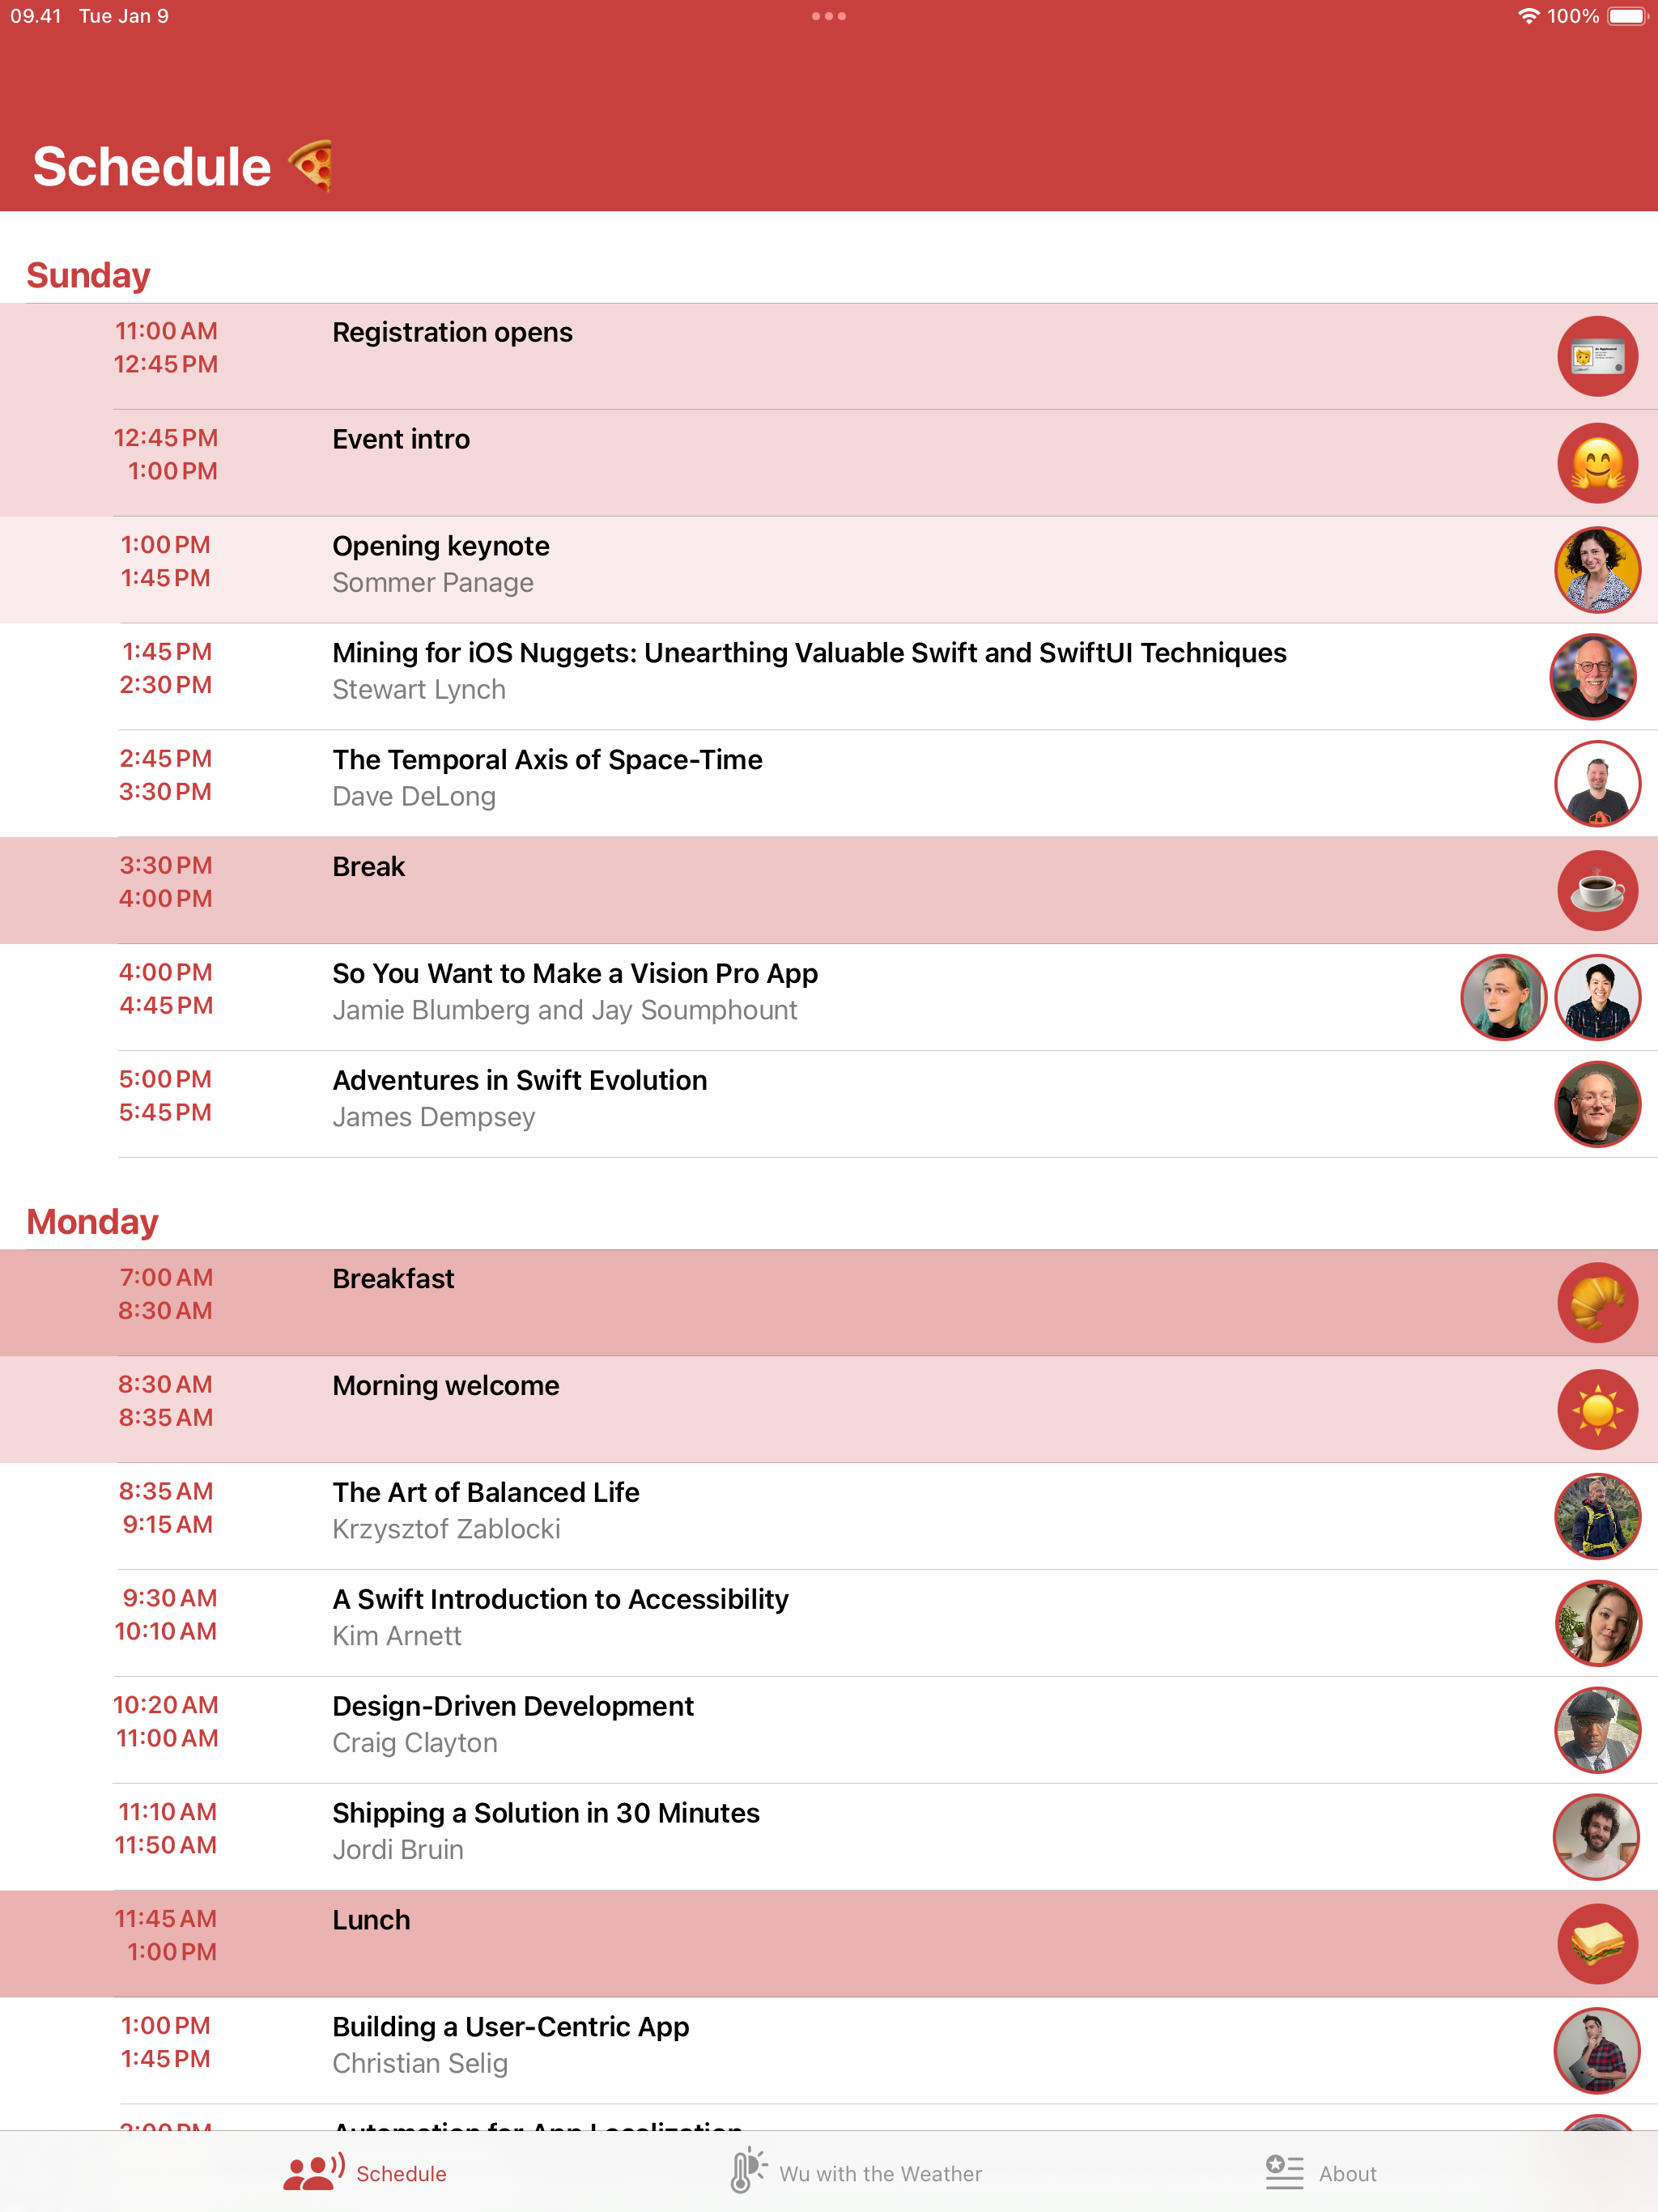 09.41 Tue Jan 9
100%
Schedule
Sunday
11:00 AM
12:45 PM
Registration opens
12:45 PM
1:00 PM
Event intro
1:00 PM
1:45 PM
Opening keynote
Sommer Panage
1:45 PM
2:30 PM
Mining for iOS Nuggets: Unearthing Valuable Swift and SwiftUI Techniques
Stewart Lynch
2:45 PM
3:30 PM
The Temporal Axis of Space-Time
Dave DeLong
3:30 PM
4:00 PM
Break
4:00 PM
4:45 PM
So You Want to Make a Vision Pro App
Jamie Blumberg and Jay Soumphount
5:00 PM
5:45 PM
Adventures in Swift Evolution
James Dempsey
Monday
7:00 AM
8:30 AM
Breakfast
8:30 AM
8:35 AM
Morning welcome
8:35 AM
9:15 AM
The Art of Balanced Life
Krzysztof Zablocki
9:30 AM
10:10 AM
A Swift Introduction to Accessibility
Kim Arnett
10:20 AM
11:00 AM
Design-Driven Development
Craig Clayton
11:10 AM
11:50 AM
Shipping a Solution in 30 Minutes
Jordi Bruin
11:45 AM
1:00 PM
Lunch
1:00 PM
1:45 PM
Building a User-Centric App
Christian Selig
2:00 PM
Automation for App Localization
Schedule
Wu with the Weather
About